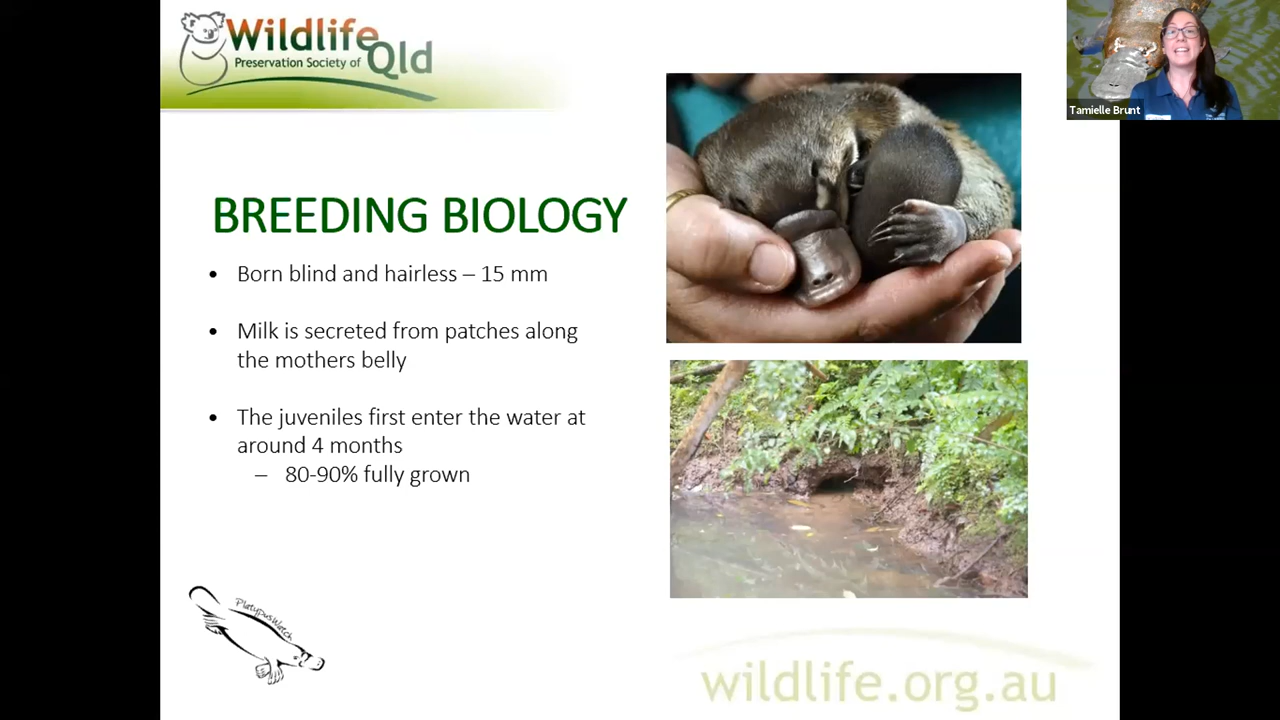 Wildlife
Preservation Society of Qld
Tamielle Brunt
BREEDING BIOLOGY
• Born blind and hairless – 15 mm
• Milk is secreted from patches along
the mothers belly
• The juveniles first enter the water at
around 4 months
– 80-90% fully grown
PlatypusWatch
wildlife.org.au